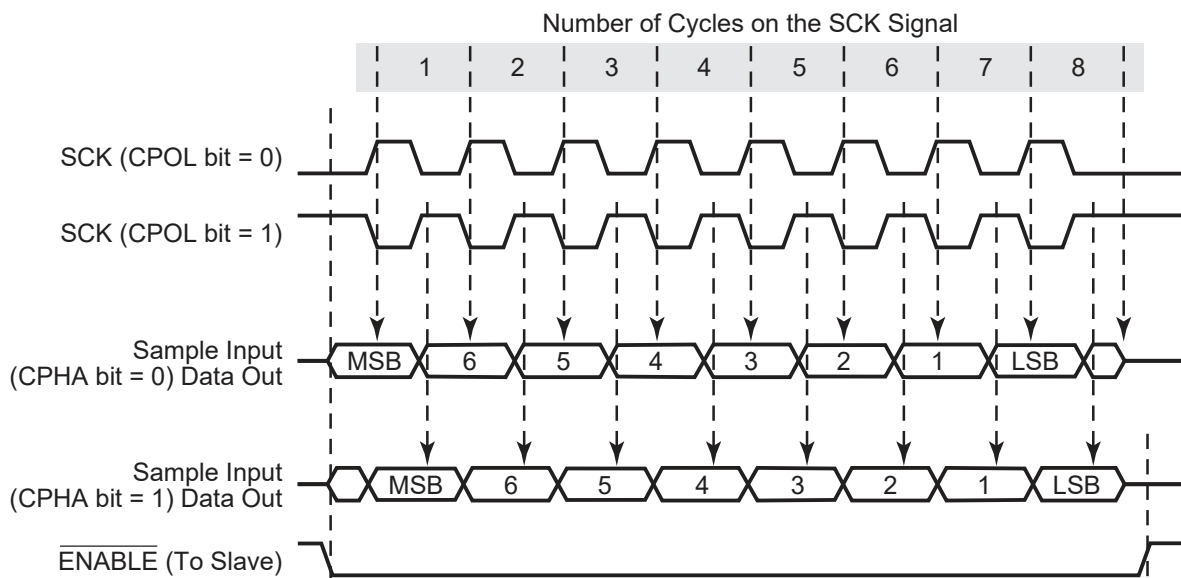 Number of Cycles on the SCK Signal
1 2 3 4 5 6 7 8
SCK (CPOL bit = 0)
SCK (CPOL bit = 1)
Sample Input
(CPHA bit = 0) Data Out
MSB 6 5 4 3 2 1 LSB
Sample Input
(CPHA bit = 1) Data Out
MSB 6 5 4 3 2 1 LSB
ENABLE (To Slave)